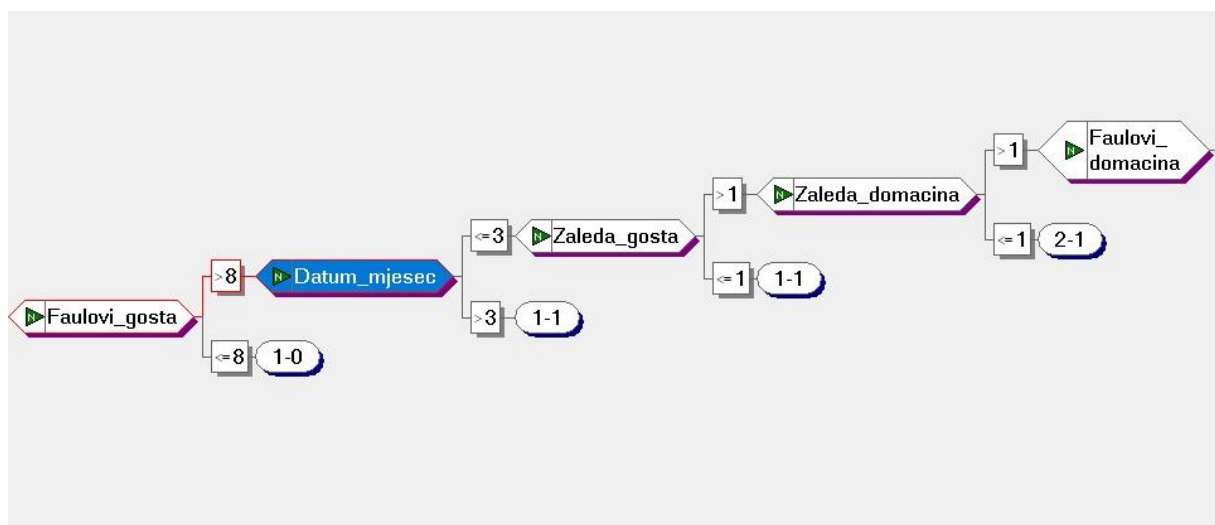 >1
Faulovi_
domacina
>1
Zaleda_domacina
<=3
Zaleda_gosta
<=1
2-1
>8
Datum_mjesec
<=1
1-1
Faulovi_gosta
>3
1-1
<=8
1-0